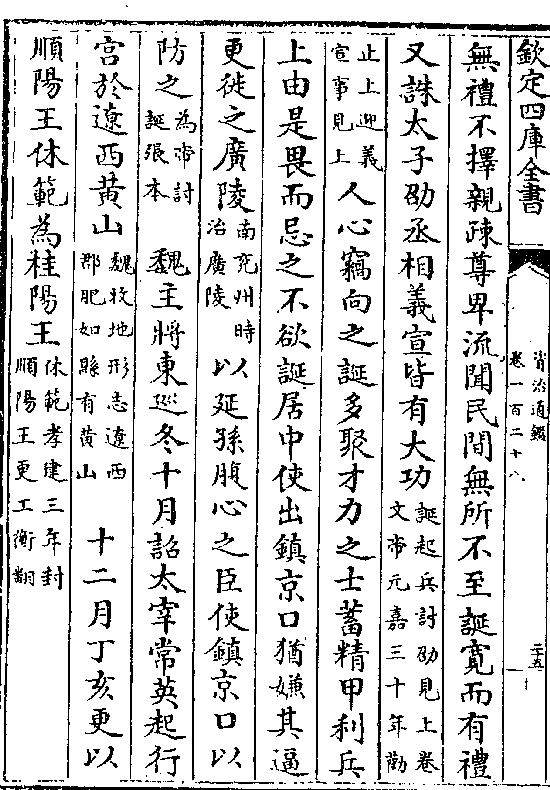 欽定四庫全書
資治通鑑
卷一百二十八
二十五
無禮不擇親疎尊卑流聞民間無所不至誕寛而有禮
又誅太子劭丞相義宣皆有大功誕起兵討劭見上卷文帝元嘉三十年勸
止上迎義宣事見上人心竊向之誕多聚才力之士蓄精甲利兵
上由是畏而忌之不欲誕居中使出鎮京口猶嫌其逼
更徙之廣陵南兖州時治廣陵以延孫腹心之臣使鎮京口以
防之為帝討誕張本魏主將東廵冬十月詔太宰常英起行
宫於遼西黄山魏收地形志遼西郡肥如縣有黄山十二月丁亥更以
順陽王休範為桂陽王休範孝建三年封順陽王更工衡翻